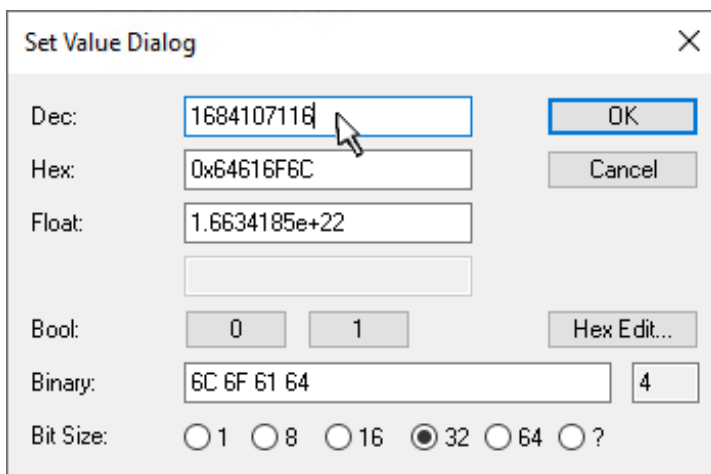 Set Value Dialog
Dec: 1684107116 OK
Hex: 0x64616F6C Cancel
Float: 1.6634185e+22
Bool: 0 1 Hex Edit...
Binary: 6C 6F 61 64 4
Bit Size: 1 8 16 32 64 ?